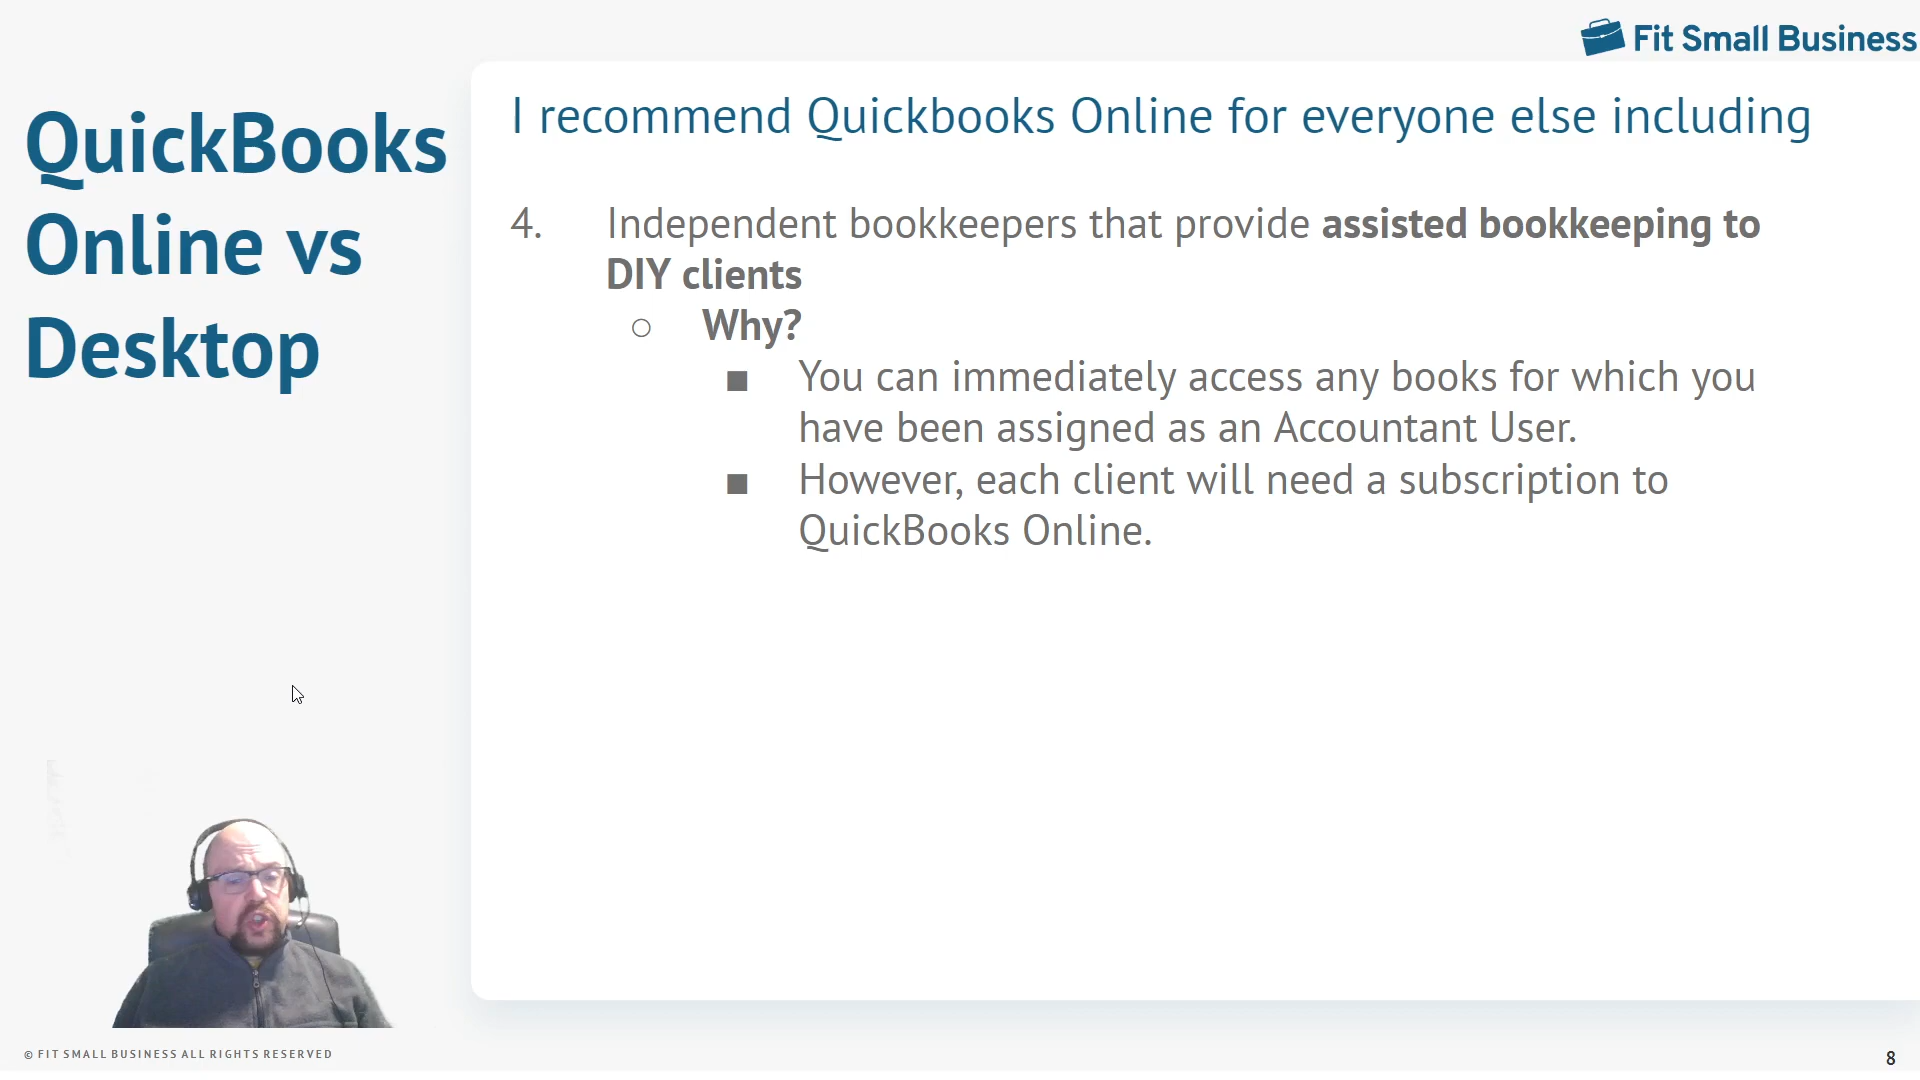 Fit Small Business
QuickBooks
Online vs
Desktop
I recommend Quickbooks Online for everyone else including
4. Independent bookkeepers that provide assisted bookkeeping to
DIY clients
○ Why?
■ You can immediately access any books for which you
have been assigned as an Accountant User.
■ However, each client will need a subscription to
QuickBooks Online.
© FIT SMALL BUSINESS ALL RIGHTS RESERVED
8